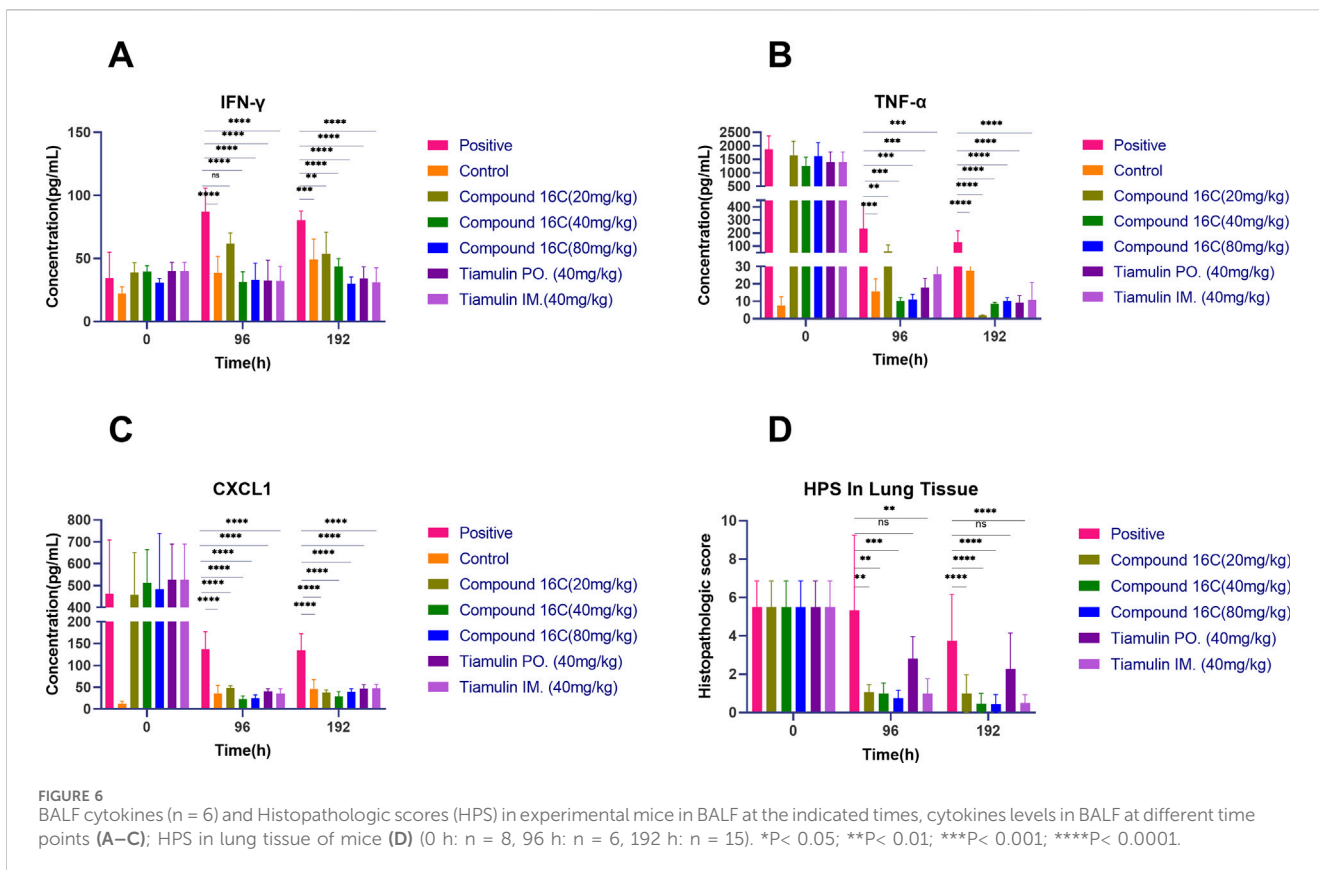 A
IFN-γ
150
100
50
0
Concentration(pg/mL)
****
****
****
****
ns
****
****
****
****
****
**
***
0 96 192
Time(h)
Positive
Control
Compound 16C(20mg/kg)
Compound 16C(40mg/kg)
Compound 16C(80mg/kg)
Tiamulin PO. (40mg/kg)
Tiamulin IM.(40mg/kg)
B
TNF-α
2500
2000
1500
1000
500
400
300
200
100
30
20
10
0
Concentration(pg/mL)
***
***
***
***
**
***
****
****
****
****
****
****
0 96 192
Time(h)
Positive
Control
Compound 16C(20mg/kg)
Compound 16C(40mg/kg)
Compound 16C(80mg/kg)
Tiamulin PO. (40mg/kg)
Tiamulin IM. (40mg/kg)
C
CXCL1
800
700
600
500
400
200
150
100
50
0
Concentration(pg/mL)
****
****
****
****
****
****
****
****
****
****
****
****
0 96 192
Time(h)
Positive
Control
Compound 16C(20mg/kg)
Compound 16C(40mg/kg)
Compound 16C(80mg/kg)
Tiamulin PO. (40mg/kg)
Tiamulin IM. (40mg/kg)
D
HPS In Lung Tissue
10
8
6
4
2
0
Histopathologic score
**
ns
***
**
**
****
ns
****
****
****
0 96 192
Time(h)
Positive
Compound 16C(20mg/kg)
Compound 16C(40mg/kg)
Compound 16C(80mg/kg)
Tiamulin PO. (40mg/kg)
Tiamulin IM. (40mg/kg)
FIGURE 6
BALF cytokines (n = 6) and Histopathologic scores (HPS) in experimental mice in BALF at the indicated times, cytokines levels in BALF at different time
points (A–C); HPS in lung tissue of mice (D) (0 h: n = 8, 96 h: n = 6, 192 h: n = 15). *P< 0.05; **P< 0.01; ***P< 0.001; ****P< 0.0001.